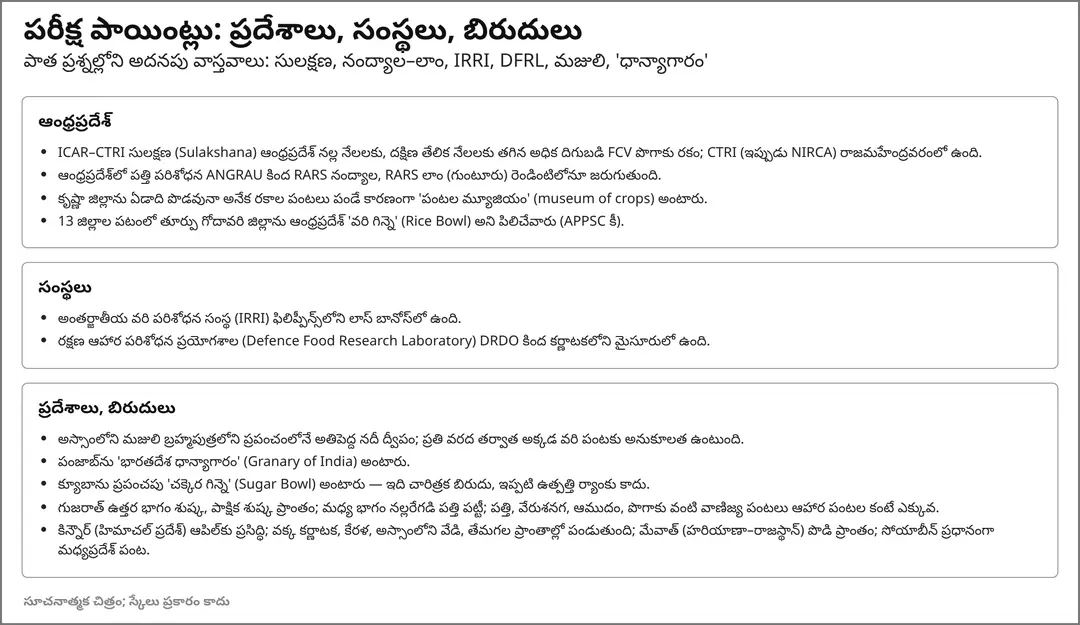 పరీక్ష పాయింట్లు: ప్రదేశాలు, సంస్థలు, బిరుదులు
పాత ప్రశ్నల్లోని అదనపు వాస్తవాలు: సులక్షణ, నంద్యాల–లాం, IRRI, DFRL, మజులి, 'ధాన్యాగారం'
ఆంధ్రప్రదేశ్
• ICAR–CTRI సులక్షణ (Sulakshana) ఆంధ్రప్రదేశ్ నల్ల నేలలకు, దక్షిణ తేలిక నేలలకు తగిన అధిక దిగుబడి FCV పొగాకు రకం; CTRI (ఇప్పుడు NIRCA) రాజమహేంద్రవరంలో ఉంది.
• ఆంధ్రప్రదేశ్‌లో పత్తి పరిశోధన ANGRAU కింద RARS నంద్యాల, RARS లాం (గుంటూరు) రెండింటిలోనూ జరుగుతుంది.
• కృష్ణా జిల్లాను ఏడాది పొడవునా అనేక రకాల పంటలు పండే కారణంగా 'పంటల మ్యూజియం' (museum of crops) అంటారు.
• 13 జిల్లాల పటంలో తూర్పు గోదావరి జిల్లాను ఆంధ్రప్రదేశ్ 'వరి గిన్నె' (Rice Bowl) అని పిలిచేవారు (APPSC కీ).
సంస్థలు
• అంతర్జాతీయ వరి పరిశోధన సంస్థ (IRRI) ఫిలిప్పీన్స్‌లోని లాస్ బానోస్‌లో ఉంది.
• రక్షణ ఆహార పరిశోధన ప్రయోగశాల (Defence Food Research Laboratory) DRDO కింద కర్ణాటకలోని మైసూరులో ఉంది.
ప్రదేశాలు, బిరుదులు
• అస్సాంలోని మజులి బ్రహ్మపుత్రలోని ప్రపంచంలోనే అతిపెద్ద నదీ ద్వీపం; ప్రతి వరద తర్వాత అక్కడ వరి పంటకు అనుకూలత ఉంటుంది.
• పంజాబ్‌ను 'భారతదేశ ధాన్యాగారం' (Granary of India) అంటారు.
• క్యూబాను ప్రపంచపు 'చక్కెర గిన్నె' (Sugar Bowl) అంటారు — ఇది చారిత్రక బిరుదు, ఇప్పటి ఉత్పత్తి ర్యాంకు కాదు.
• గుజరాత్ ఉత్తర భాగం శుష్క, పాక్షిక శుష్క ప్రాంతం; మధ్య భాగం నల్లరేగడి పత్తి పట్టీ; పత్తి, వేరుశనగ, ఆముదం, పొగాకు వంటి వాణిజ్య పంటలు ఆహార పంటల కంటే ఎక్కువ.
• కిన్నౌర్ (హిమాచల్ ప్రదేశ్) ఆపిల్‌కు ప్రసిద్ధి; వక్క కర్ణాటక, కేరళ, అస్సాంలోని వేడి, తేమగల ప్రాంతాల్లో పండుతుంది; మేవాత్ (హరియాణా–రాజస్థాన్) పొడి ప్రాంతం; సోయాబీన్ ప్రధానంగా
మధ్యప్రదేశ్ పంట.
సూచనాత్మక చిత్రం; స్కేలు ప్రకారం కాదు